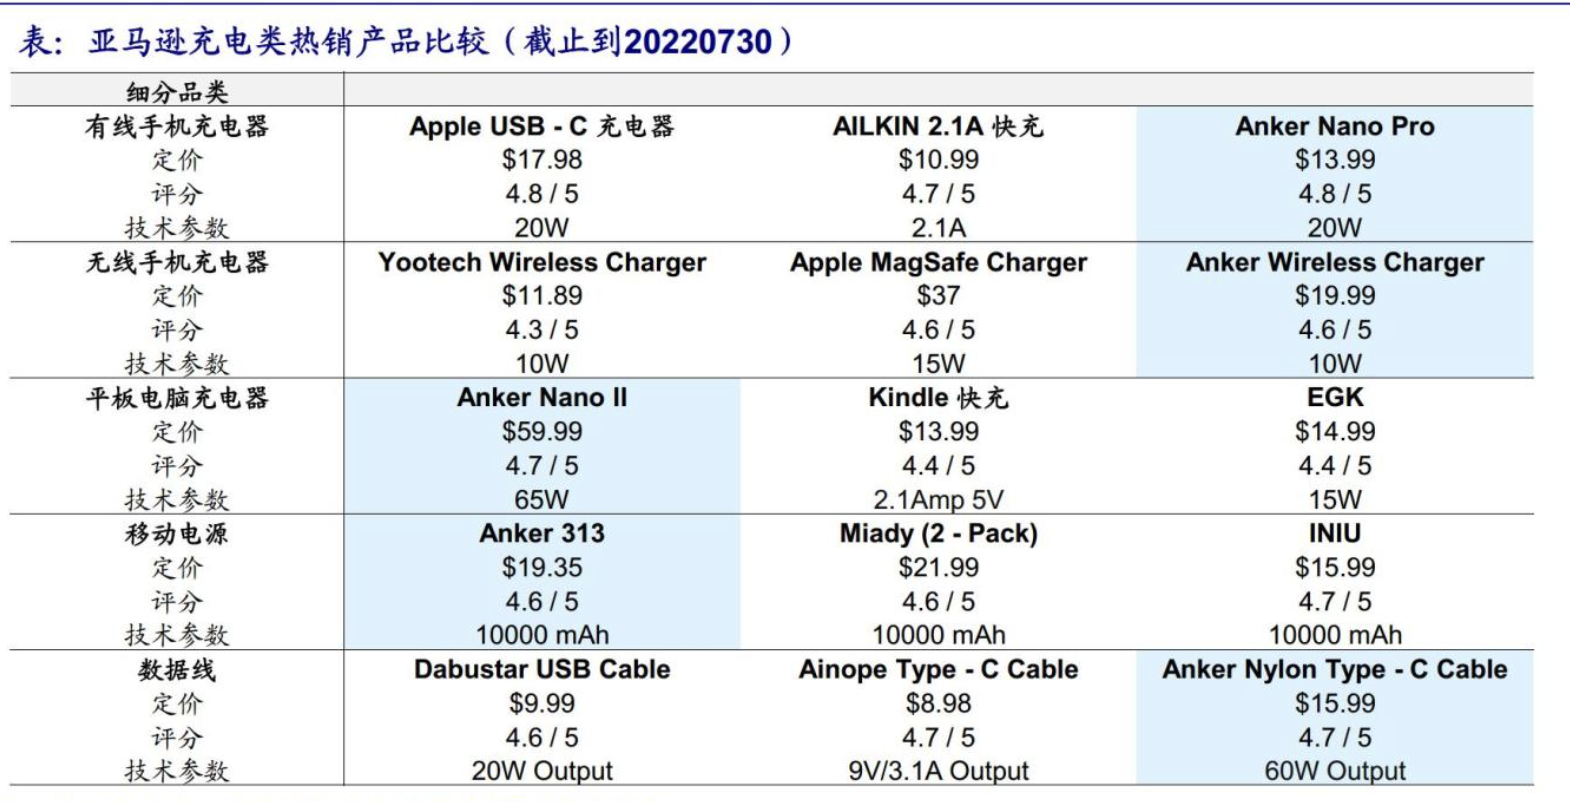 表：亚马逊充电类热销产品比较（截止到20220730）
细分品类
有线手机充电器 Apple USB - C 充电器 AILKIN 2.1A 快充 Anker Nano Pro
定价 $17.98 $10.99 $13.99
评分 4.8 / 5 4.7 / 5 4.8 / 5
技术参数 20W 2.1A 20W
无线手机充电器 Yootech Wireless Charger Apple MagSafe Charger Anker Wireless Charger
定价 $11.89 $37 $19.99
评分 4.3 / 5 4.6 / 5 4.6 / 5
技术参数 10W 15W 10W
平板电脑充电器 Anker Nano II Kindle 快充 EGK
定价 $59.99 $13.99 $14.99
评分 4.7 / 5 4.4 / 5 4.4 / 5
技术参数 65W 2.1Amp 5V 15W
移动电源 Anker 313 Miady (2 - Pack) INIU
定价 $19.35 $21.99 $15.99
评分 4.6 / 5 4.6 / 5 4.7 / 5
技术参数 10000 mAh 10000 mAh 10000 mAh
数据线 Dabustar USB Cable Ainope Type - C Cable Anker Nylon Type - C Cable
定价 $9.99 $8.98 $15.99
评分 4.6 / 5 4.7 / 5 4.7 / 5
技术参数 20W Output 9V/3.1A Output 60W Output